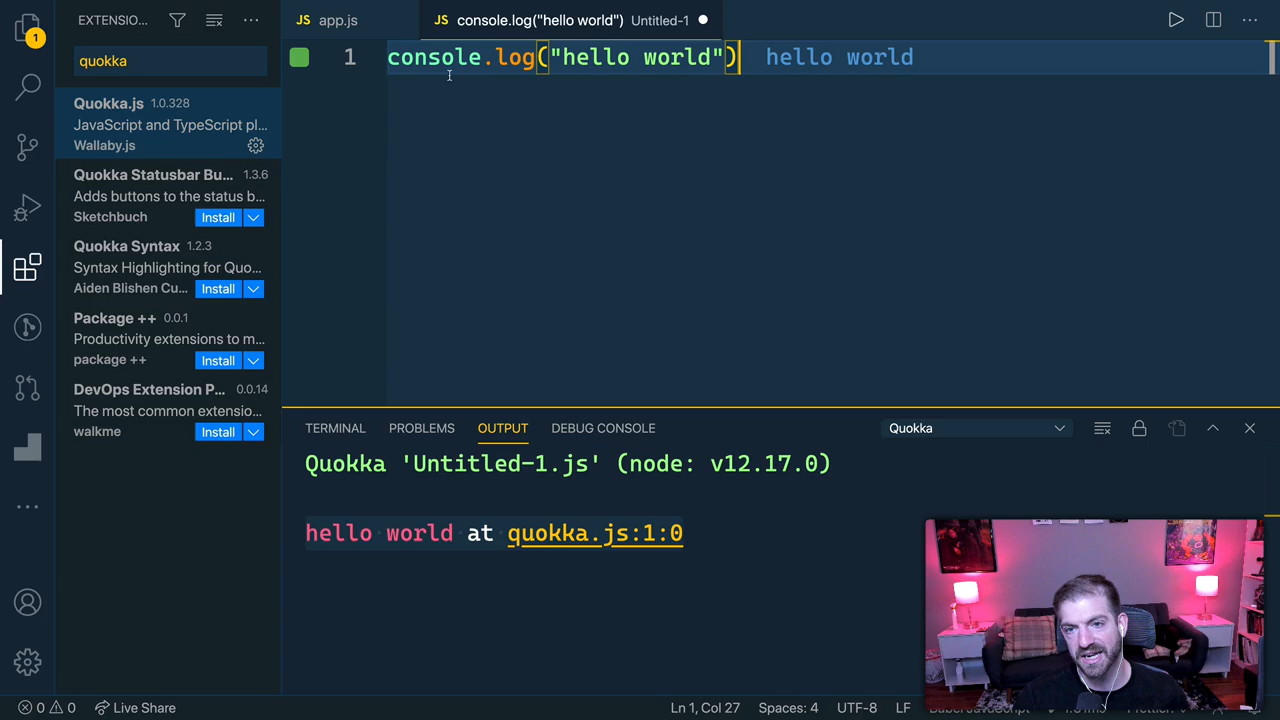 EXTENSIO...
1
quokka
Quokka.js 1.0.328
JavaScript and TypeScript pl...
Wallaby.js
Quokka Statusbar Bu... 1.3.6
Adds buttons to the status b...
Sketchbuch Install
Quokka Syntax 1.2.3
Syntax Highlighting for Quo...
Aiden Blishen Cu... Install
Package ++ 0.0.1
Productivity extensions to m...
package ++ Install
DevOps Extension P... 0.0.14
The most common extensio...
walkme Install
JS app.js
JS console.log("hello world") Untitled-1
1 console.log("hello world") hello world
TERMINAL PROBLEMS OUTPUT DEBUG CONSOLE Quokka
Quokka 'Untitled-1.js' (node: v12.17.0)
hello world at quokka.js:1:0
0 0 Live Share Ln 1, Col 27 Spaces: 4 UTF-8 LF